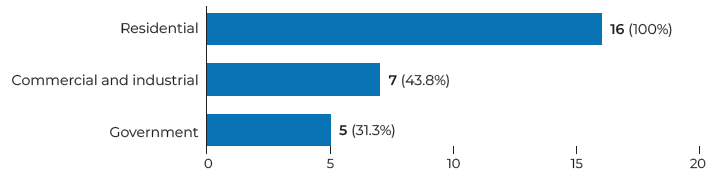 Residential 16 (100%)
Commercial and industrial 7 (43.8%)
Government 5 (31.3%)
0 5 10 15 20